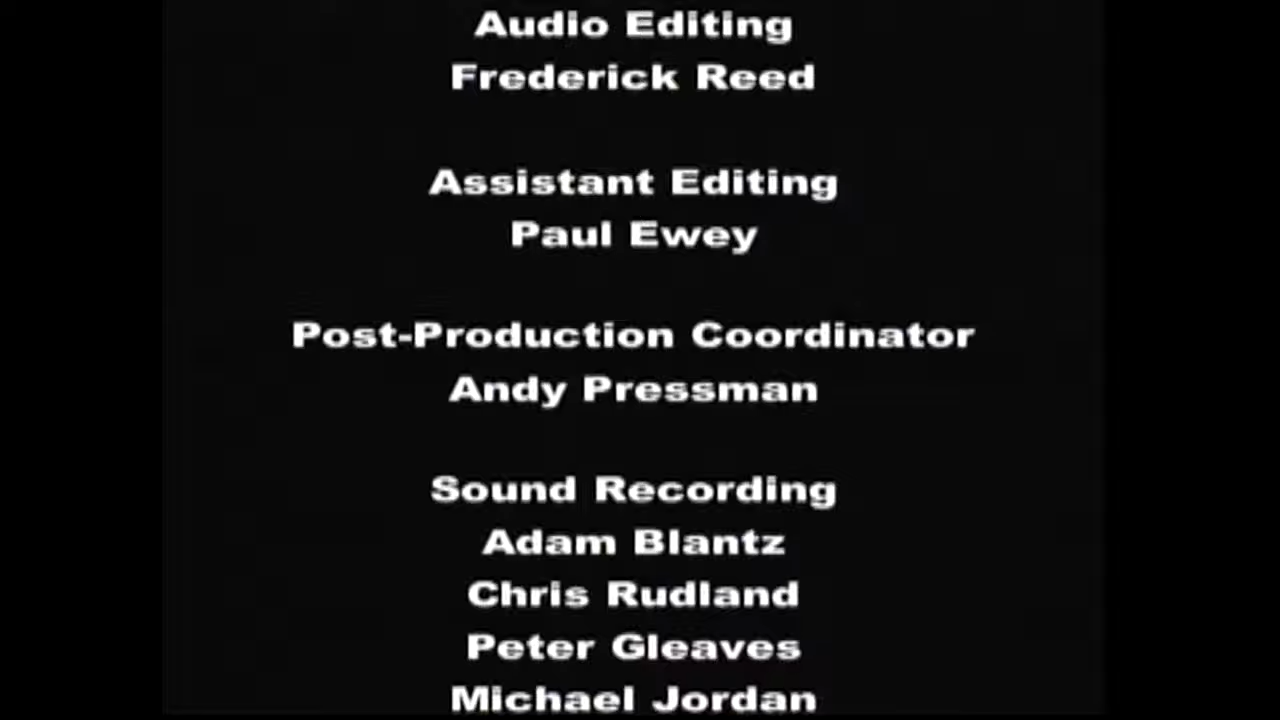 Audio Editing
Frederick Reed
Assistant Editing
Paul Ewey
Post-Production Coordinator
Andy Pressman
Sound Recording
Adam Blantz
Chris Rudland
Peter Gleaves
Michael Jordan